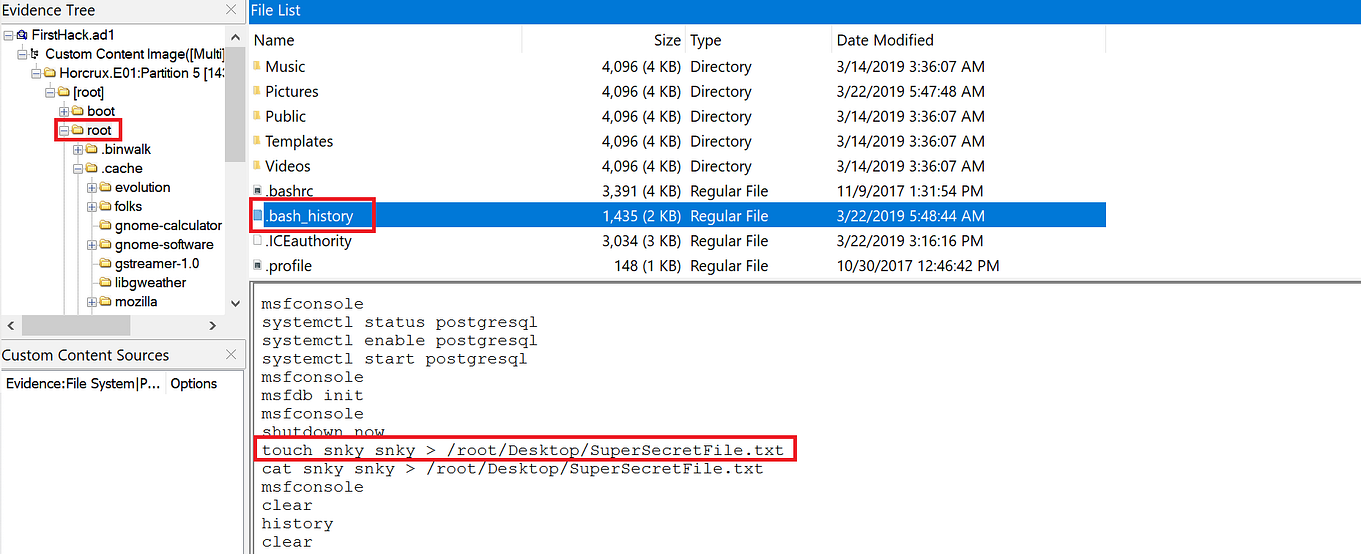 Evidence Tree
FirstHack.ad1
Custom Content Image([Multi]
Horcrux.E01:Partition 5 [143
[root]
boot
root
.binwalk
.cache
evolution
folks
gnome-calculator
gnome-software
gstreamer-1.0
libgweather
mozilla
Custom Content Sources
Evidence:File System|P... Options
File List
Name Size Type Date Modified
Music 4,096 (4 KB) Directory 3/14/2019 3:36:07 AM
Pictures 4,096 (4 KB) Directory 3/22/2019 5:47:48 AM
Public 4,096 (4 KB) Directory 3/14/2019 3:36:07 AM
Templates 4,096 (4 KB) Directory 3/14/2019 3:36:07 AM
Videos 4,096 (4 KB) Directory 3/14/2019 3:36:07 AM
.bashrc 3,391 (4 KB) Regular File 11/9/2017 1:31:54 PM
.bash_history 1,435 (2 KB) Regular File 3/22/2019 5:48:44 AM
.ICEauthority 3,034 (3 KB) Regular File 3/22/2019 3:16:16 PM
.profile 148 (1 KB) Regular File 10/30/2017 12:46:42 PM
msfconsole
systemctl status postgresql
systemctl enable postgresql
systemctl start postgresql
msfconsole
msfdb init
msfconsole
shutdown now
touch snky snky > /root/Desktop/SuperSecretFile.txt
cat snky snky > /root/Desktop/SuperSecretFile.txt
msfconsole
clear
history
clear